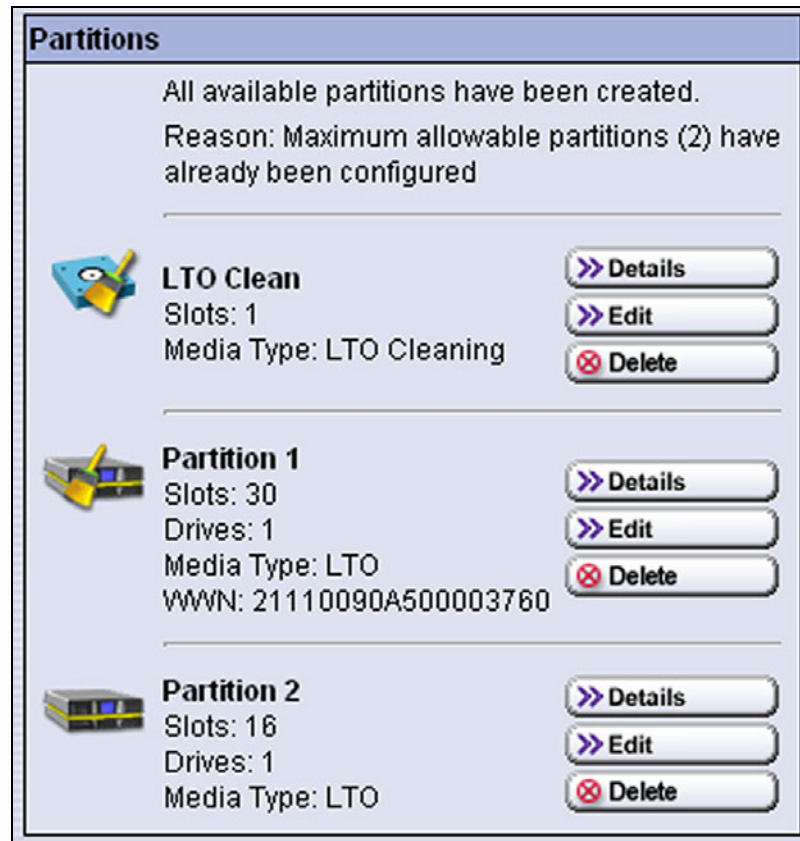 Partitions
All available partitions have been created.
Reason: Maximum allowable partitions (2) have
already been configured
LTO Clean
Slots: 1
Media Type: LTO Cleaning
Details
Edit
Delete
Partition 1
Slots: 30
Drives: 1
Media Type: LTO
WWN: 21110090A500003760
Details
Edit
Delete
Partition 2
Slots: 16
Drives: 1
Media Type: LTO
Details
Edit
Delete